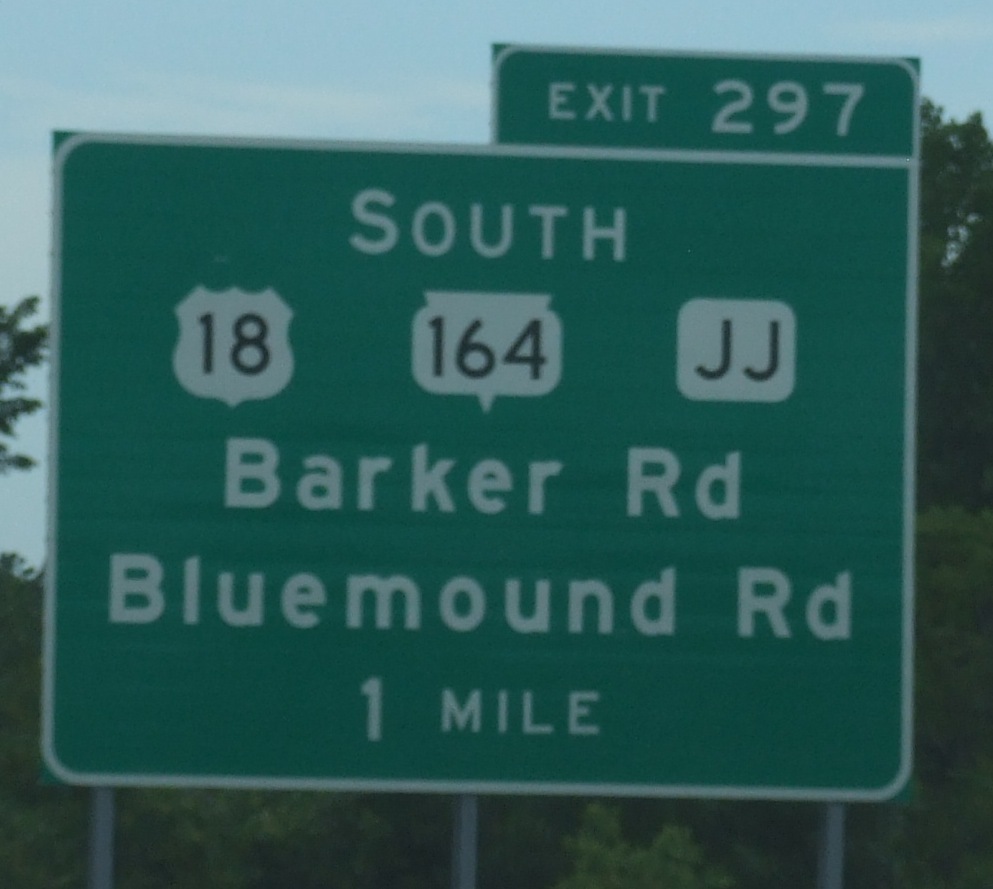 EXIT 297
SOUTH
18 164 JJ
Barker Rd
Bluemound Rd
1 MILE